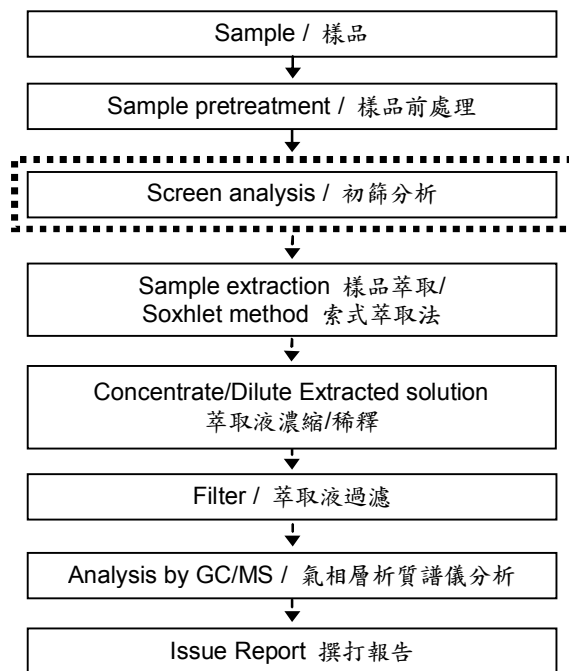 Sample / 樣品
Sample pretreatment / 樣品前處理
Screen analysis / 初篩分析
Sample extraction 樣品萃取/
Soxhlet method 索式萃取法
Concentrate/Dilute Extracted solution
萃取液濃縮/稀釋
Filter / 萃取液過濾
Analysis by GC/MS / 氣相層析質譜儀分析
Issue Report 撰打報告